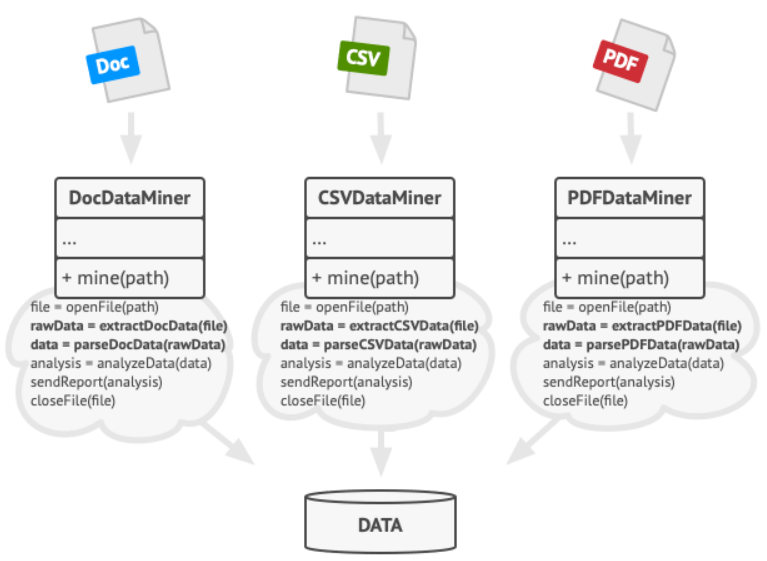 Doc
CSV
PDF
DocDataMiner
...
+ mine(path)
file = openFile(path)
rawData = extractDocData(file)
data = parseDocData(rawData)
analysis = analyzeData(data)
sendReport(analysis)
closeFile(file)
CSVDataMiner
...
+ mine(path)
file = openFile(path)
rawData = extractCSVData(file)
data = parseCSVData(rawData)
analysis = analyzeData(data)
sendReport(analysis)
closeFile(file)
PDFDataMiner
...
+ mine(path)
file = openFile(path)
rawData = extractPDFData(file)
data = parsePDFData(rawData)
analysis = analyzeData(data)
sendReport(analysis)
closeFile(file)
DATA